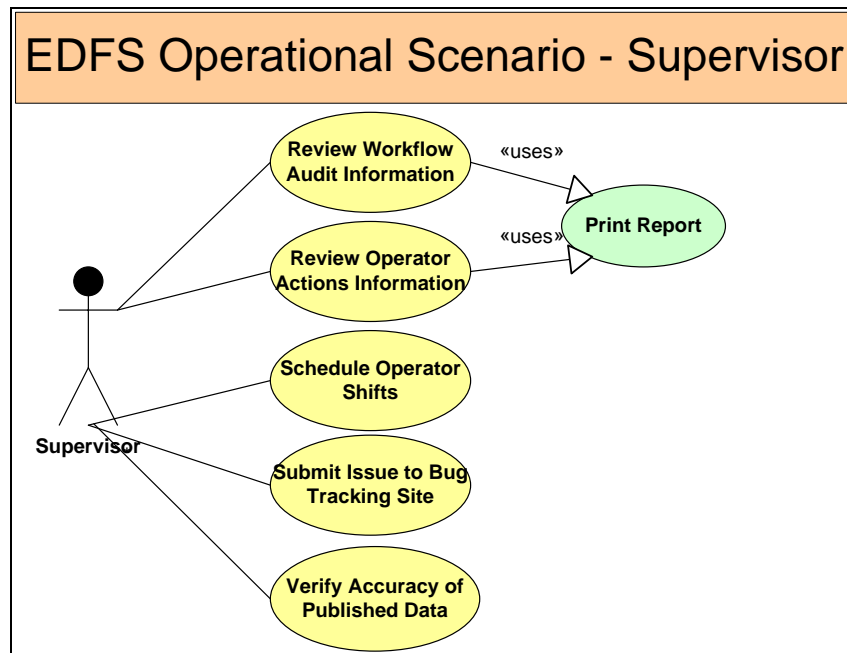 EDFS Operational Scenario - Supervisor
Review Workflow
Audit Information
«uses»
Print Report
«uses»
Review Operator
Actions Information
Schedule Operator
Shifts
Supervisor
Submit Issue to Bug
Tracking Site
Verify Accuracy of
Published Data